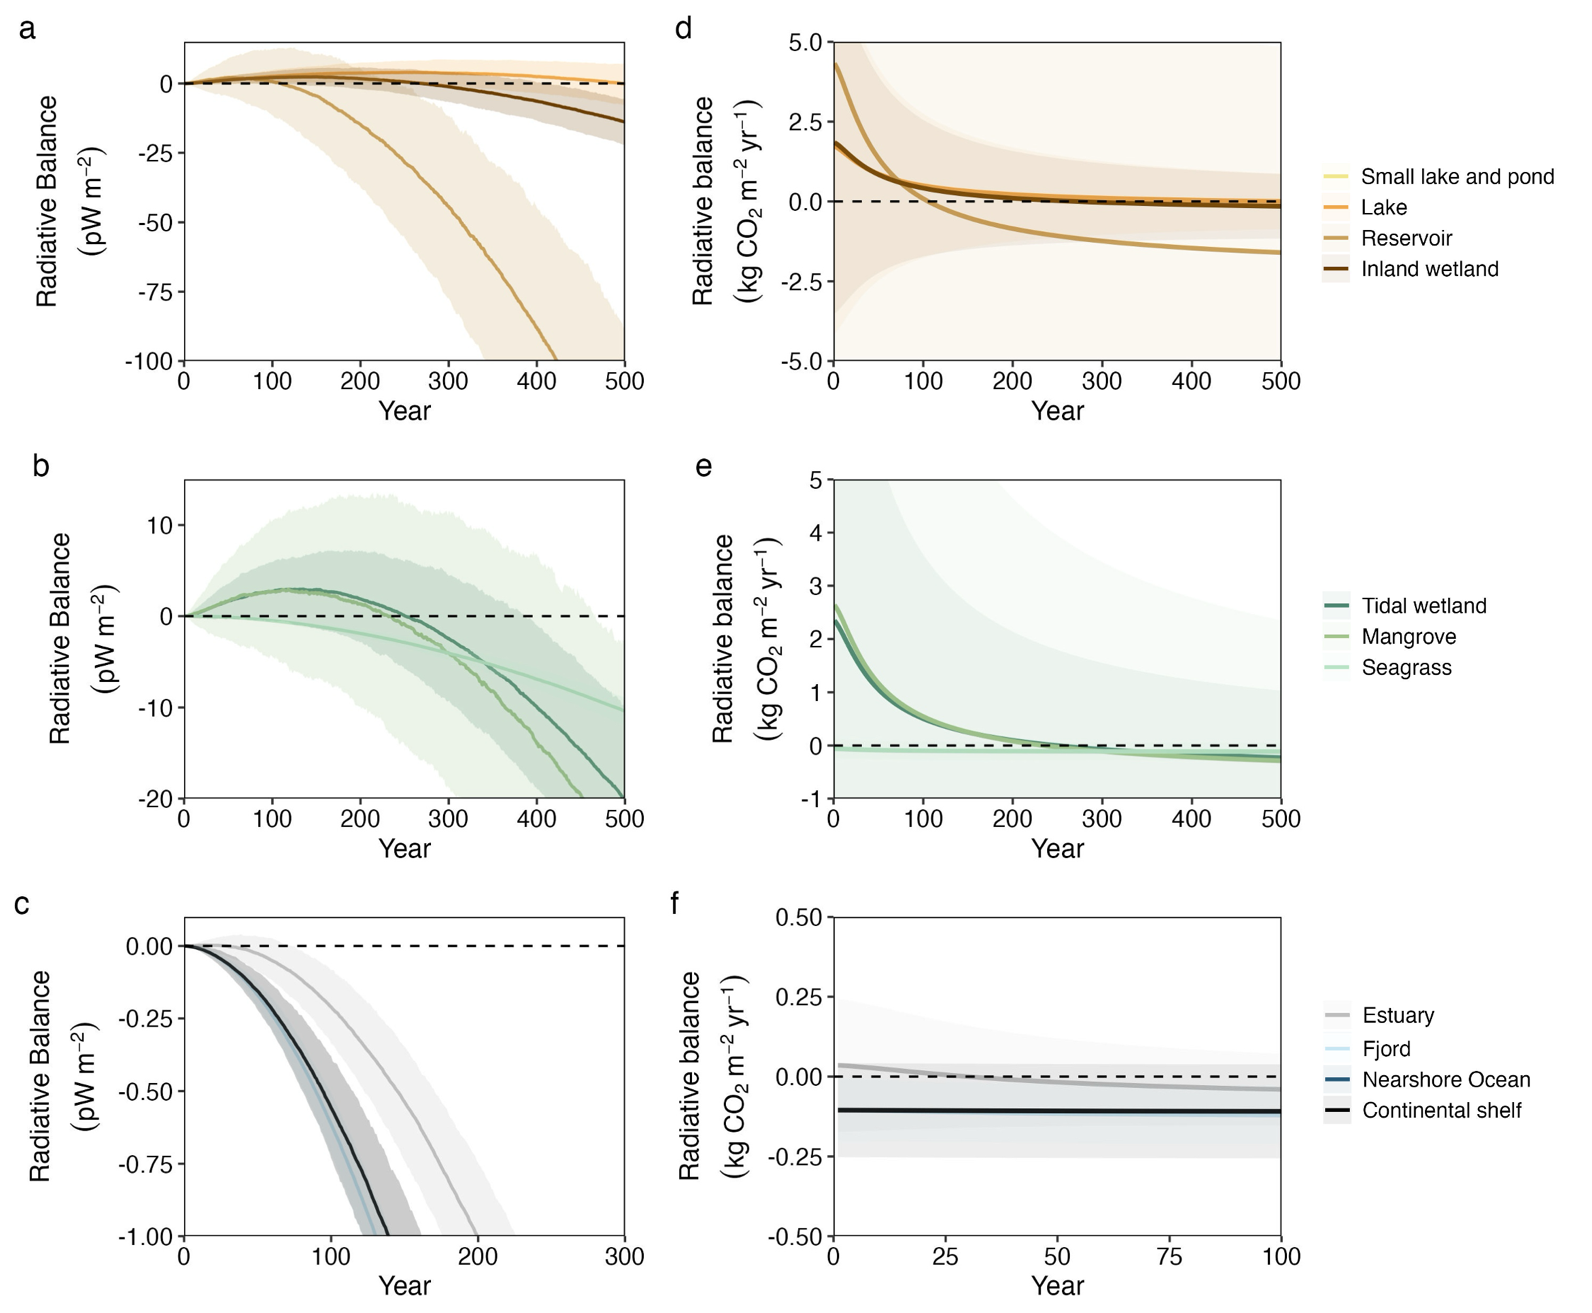 a
Radiative Balance
(pW m−2)
0
-25
-50
-75
-100
0 100 200 300 400 500
Year
d
Radiative balance
(kg CO2 m−2 yr−1)
5.0
2.5
0.0
-2.5
-5.0
0 100 200 300 400 500
Year
Small lake and pond
Lake
Reservoir
Inland wetland
b
Radiative Balance
(pW m−2)
10
0
-10
-20
0 100 200 300 400 500
Year
e
Radiative balance
(kg CO2 m−2 yr−1)
5
4
3
2
1
0
-1
0 100 200 300 400 500
Year
Tidal wetland
Mangrove
Seagrass
c
Radiative Balance
(pW m−2)
0.00
-0.25
-0.50
-0.75
-1.00
0 100 200 300
Year
f
Radiative balance
(kg CO2 m−2 yr−1)
0.50
0.25
0.00
-0.25
-0.50
0 25 50 75 100
Year
Estuary
Fjord
Nearshore Ocean
Continental shelf